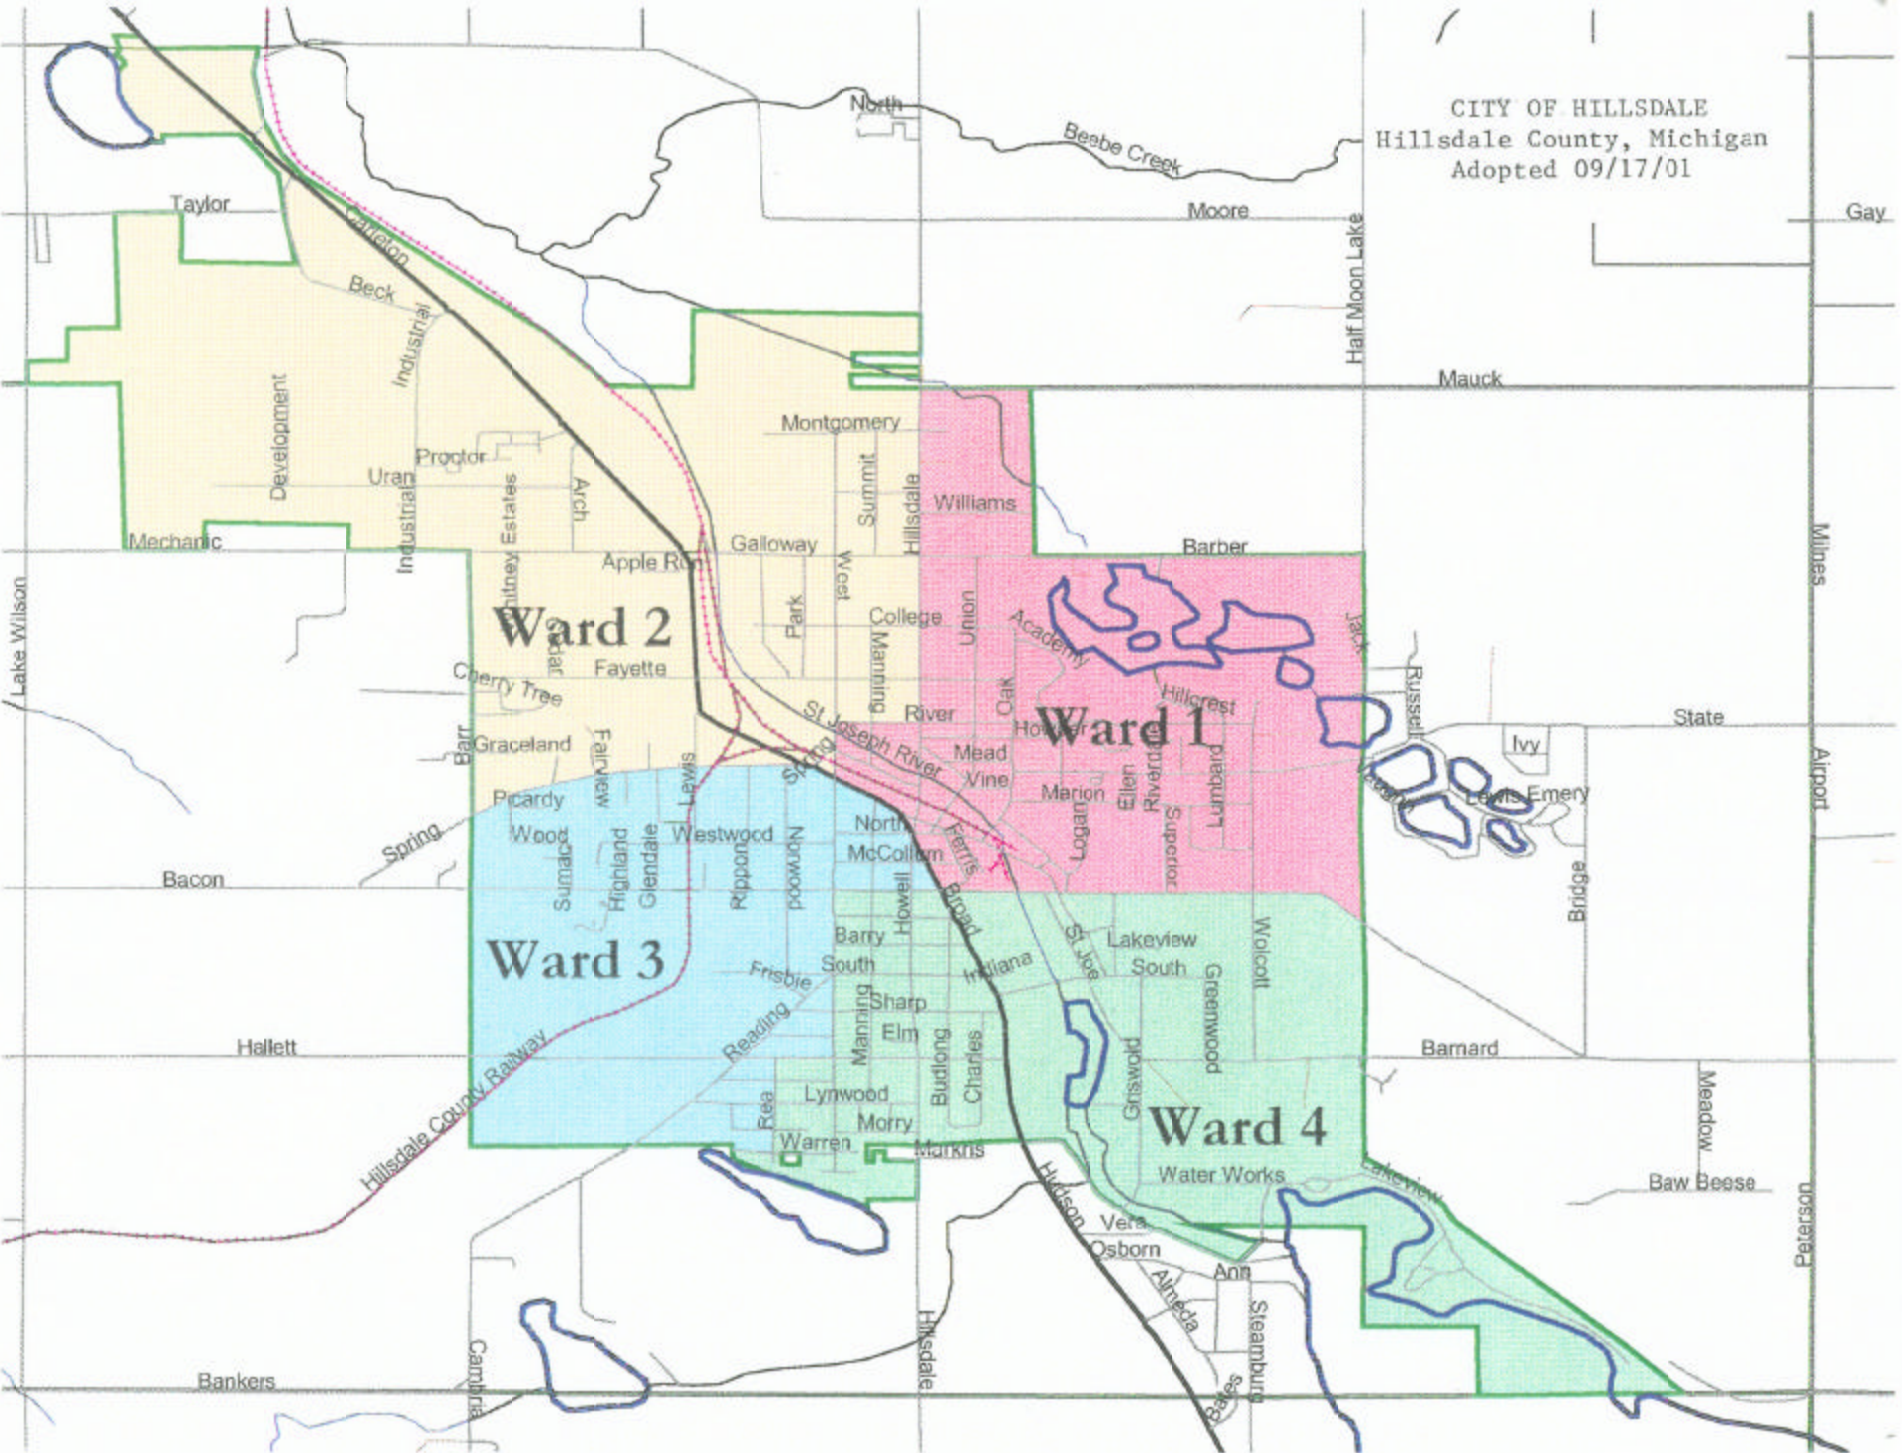 CITY OF HILLSDALE
Hillsdale County, Michigan
Adopted 09/17/01
North
Beebe Creek
Taylor
Carleton
Moore
Gay
Half Moon Lake
Beck
Industrial
Mauck
Development
Montgomery
Proctor
Uran
Summit
Hillsdale
Williams
Arch
Industrial
Whitney Estates
Mechanic
Galloway
Barber
Milnes
Apple Run
West
Lake Wilson
Park
College
Union
Academy
Jack
Ward 2
Cedar
Manning
Fayette
Cherry Tree
Oak
Hillcrest
Russell
St Joseph River
River
Ward 1
State
Barr
Graceland
Fairview
Lewis
Spring
Mead
Vine
Ellen
Ivy
Airport
Picardy
Marion
Lewis Emery
Wood
Westwood
North
Logan
Superior
Spring
Sumac
Highland
Glendale
Rippon
Norwood
McCollum
Ferris
Bacon
Howell
Broad
Bridge
Barry
St Joe
Lakeview
Wolcott
Ward 3
Frisbie
South
Indiana
South
Greenwood
Sharp
Manning
Reading
Elm
Hallett
Budlong
Charles
Griswold
Barnard
Hillsdale County Railway
Rea
Lynwood
Meadow
Morry
Ward 4
Warren
Water Works
Lakeview
Baw Beese
Hudson
Vera
Peterson
Osborn
Ann
Almeda
Steamburg
Hillsdale
Cambria
Bankers
Bates